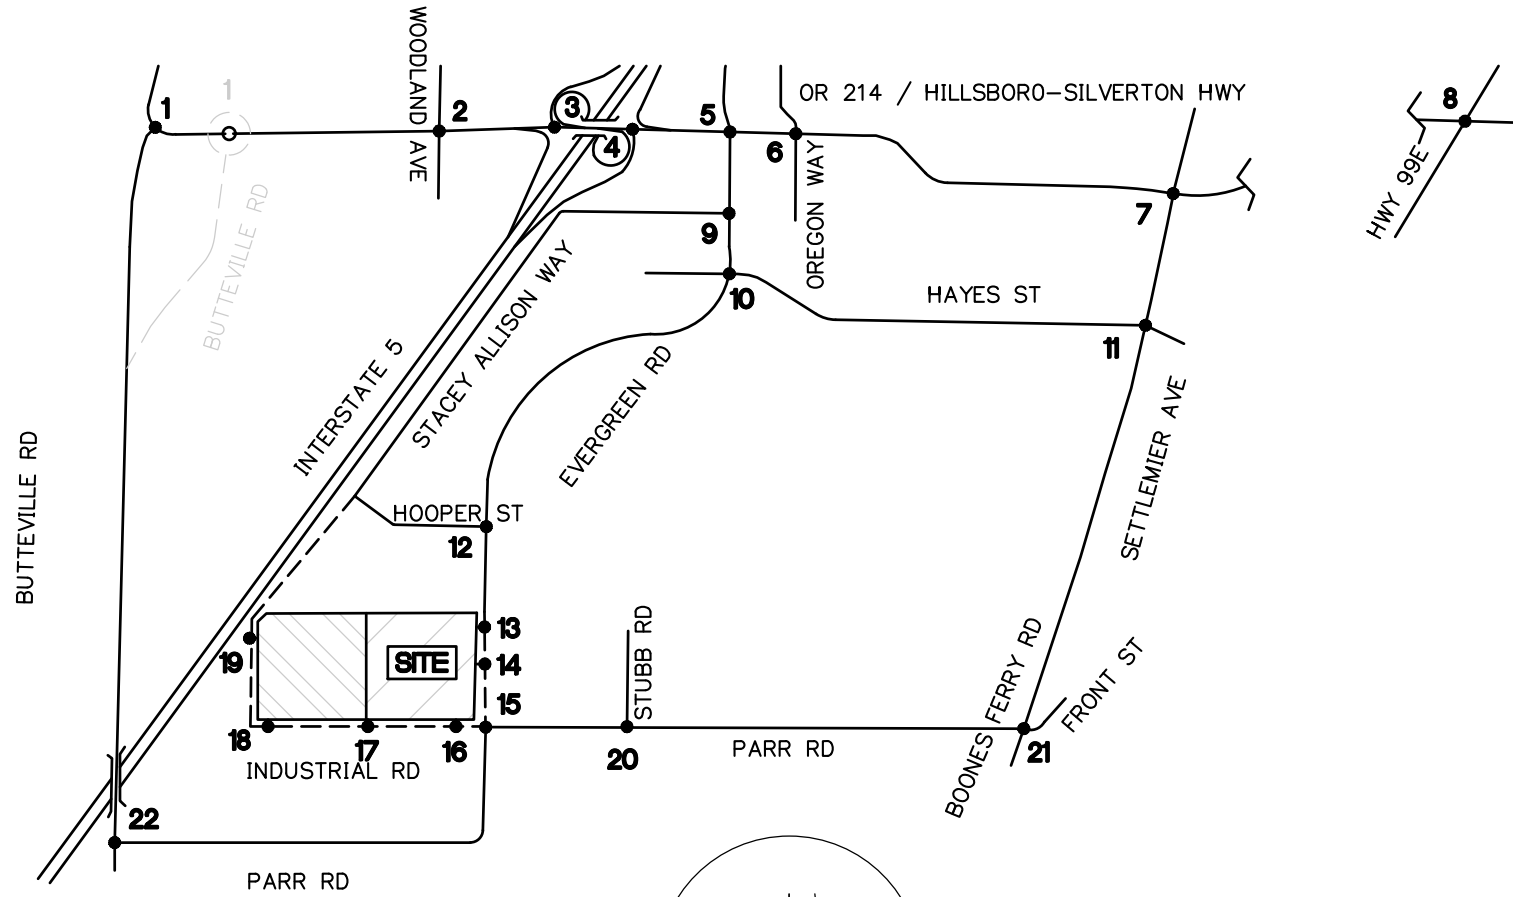 WOODLAND AVE
1
1
2
3
4
5
6
OR 214 / HILLSBORO-SILVERTON HWY
8
HWY 99E
7
BUTTEVILLE RD
9
OREGON WAY
10
HAYES ST
11
INTERSTATE 5
STACEY ALLISON WAY
EVERGREEN RD
SETTLEMIER AVE
BUTTEVILLE RD
HOOPER ST
12
13
SITE
14
19
15
STUBB RD
BOONES FERRY RD
FRONT ST
18
17
16
20
PARR RD
21
INDUSTRIAL RD
22
PARR RD